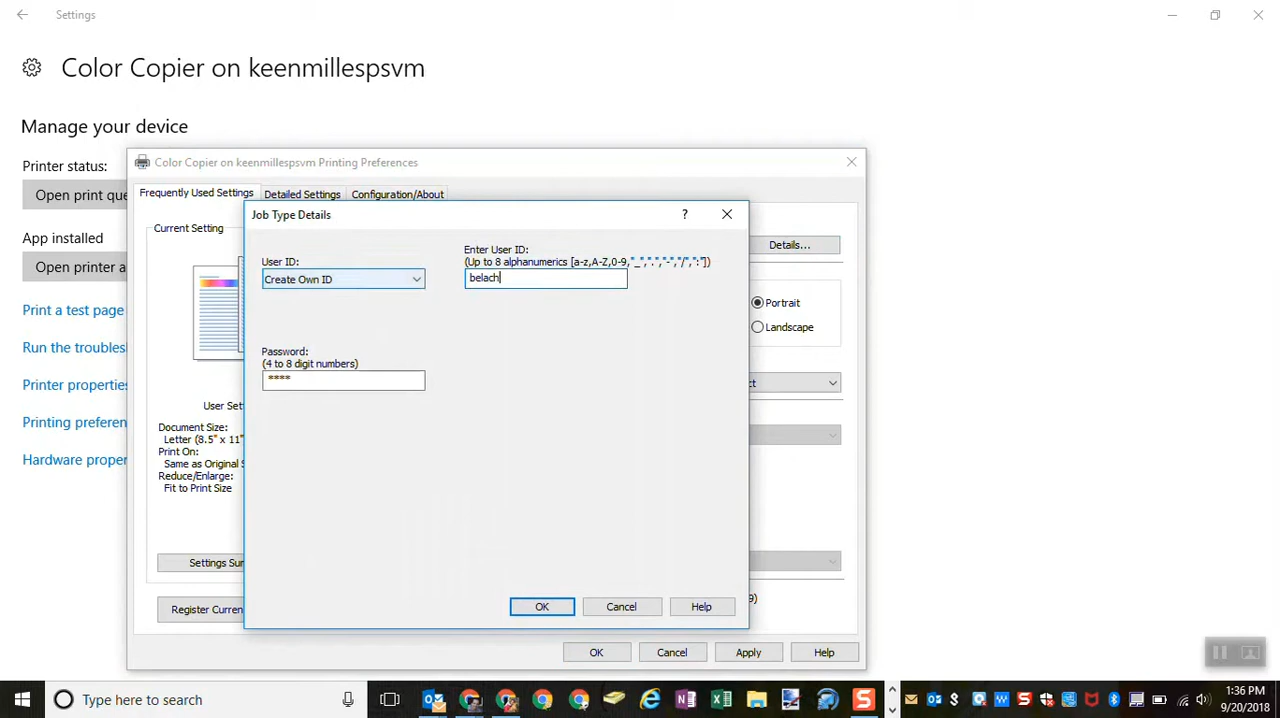 Settings
Color Copier on keenmillespsvm
Manage your device
Printer status:
Open print que
App installed
Open printer a
Print a test page
Run the troubles
Printer properties
Printing preferen
Hardware proper
Color Copier on keenmillespsvm Printing Preferences
Frequently Used Settings
Detailed Settings
Configuration/About
Current Setting
Details...
Portrait
Landscape
ct
User Set
Document Size:
Letter (8.5" x 11"
Print On:
Same as Original S
Reduce/Enlarge:
Fit to Print Size
Settings Sum
Register Curren
9)
OK
Cancel
Apply
Help
Job Type Details
?
User ID:
Create Own ID
Enter User ID:
(Up to 8 alphanumerics [a-z,A-Z,0-9,"_",".","-","/",":"])
belach
Password:
(4 to 8 digit numbers)
****
OK
Cancel
Help
Type here to search
1:36 PM
9/20/2018